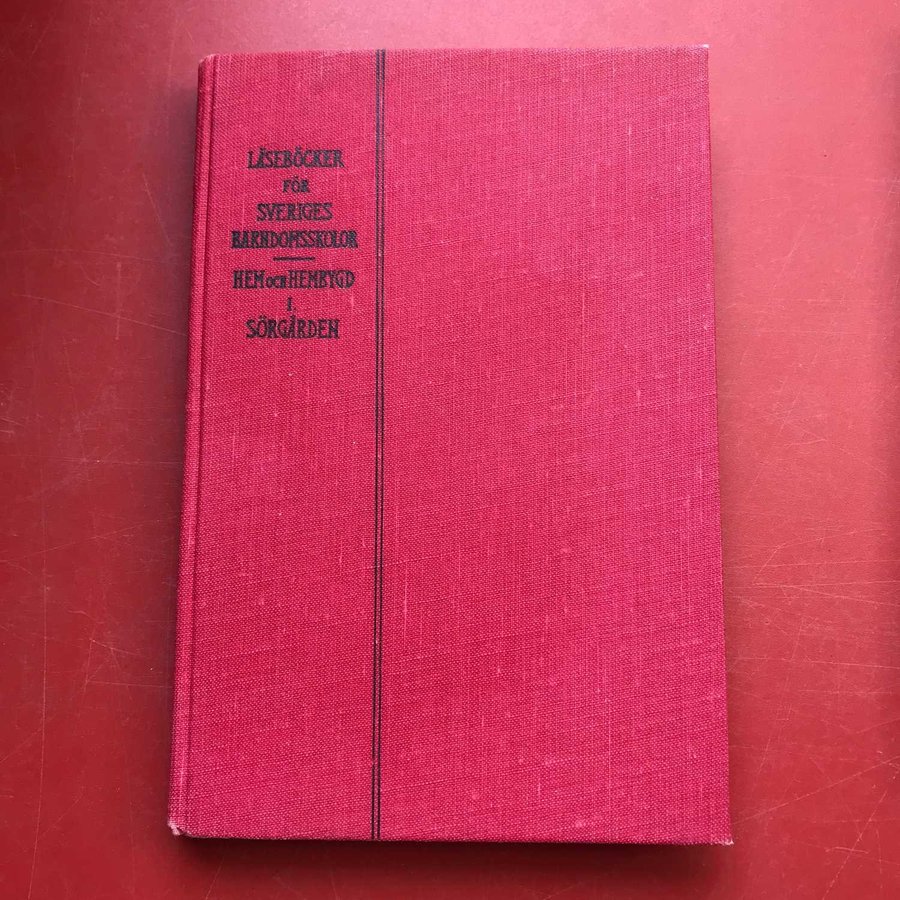 LÄSEBÖCKER
FÖR
SVERIGES
BARNDOMSSKOLOR
HEM OCH HEMBYGD
I
SÖRGÅRDEN